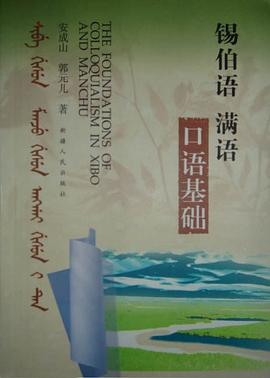 锡伯语 满语
口语基础
THE FOUNDATIONS OF
COLLOQUIALISM IN XIBO
AND MANCHU
安成山 郭元儿 著
新疆人民出版社